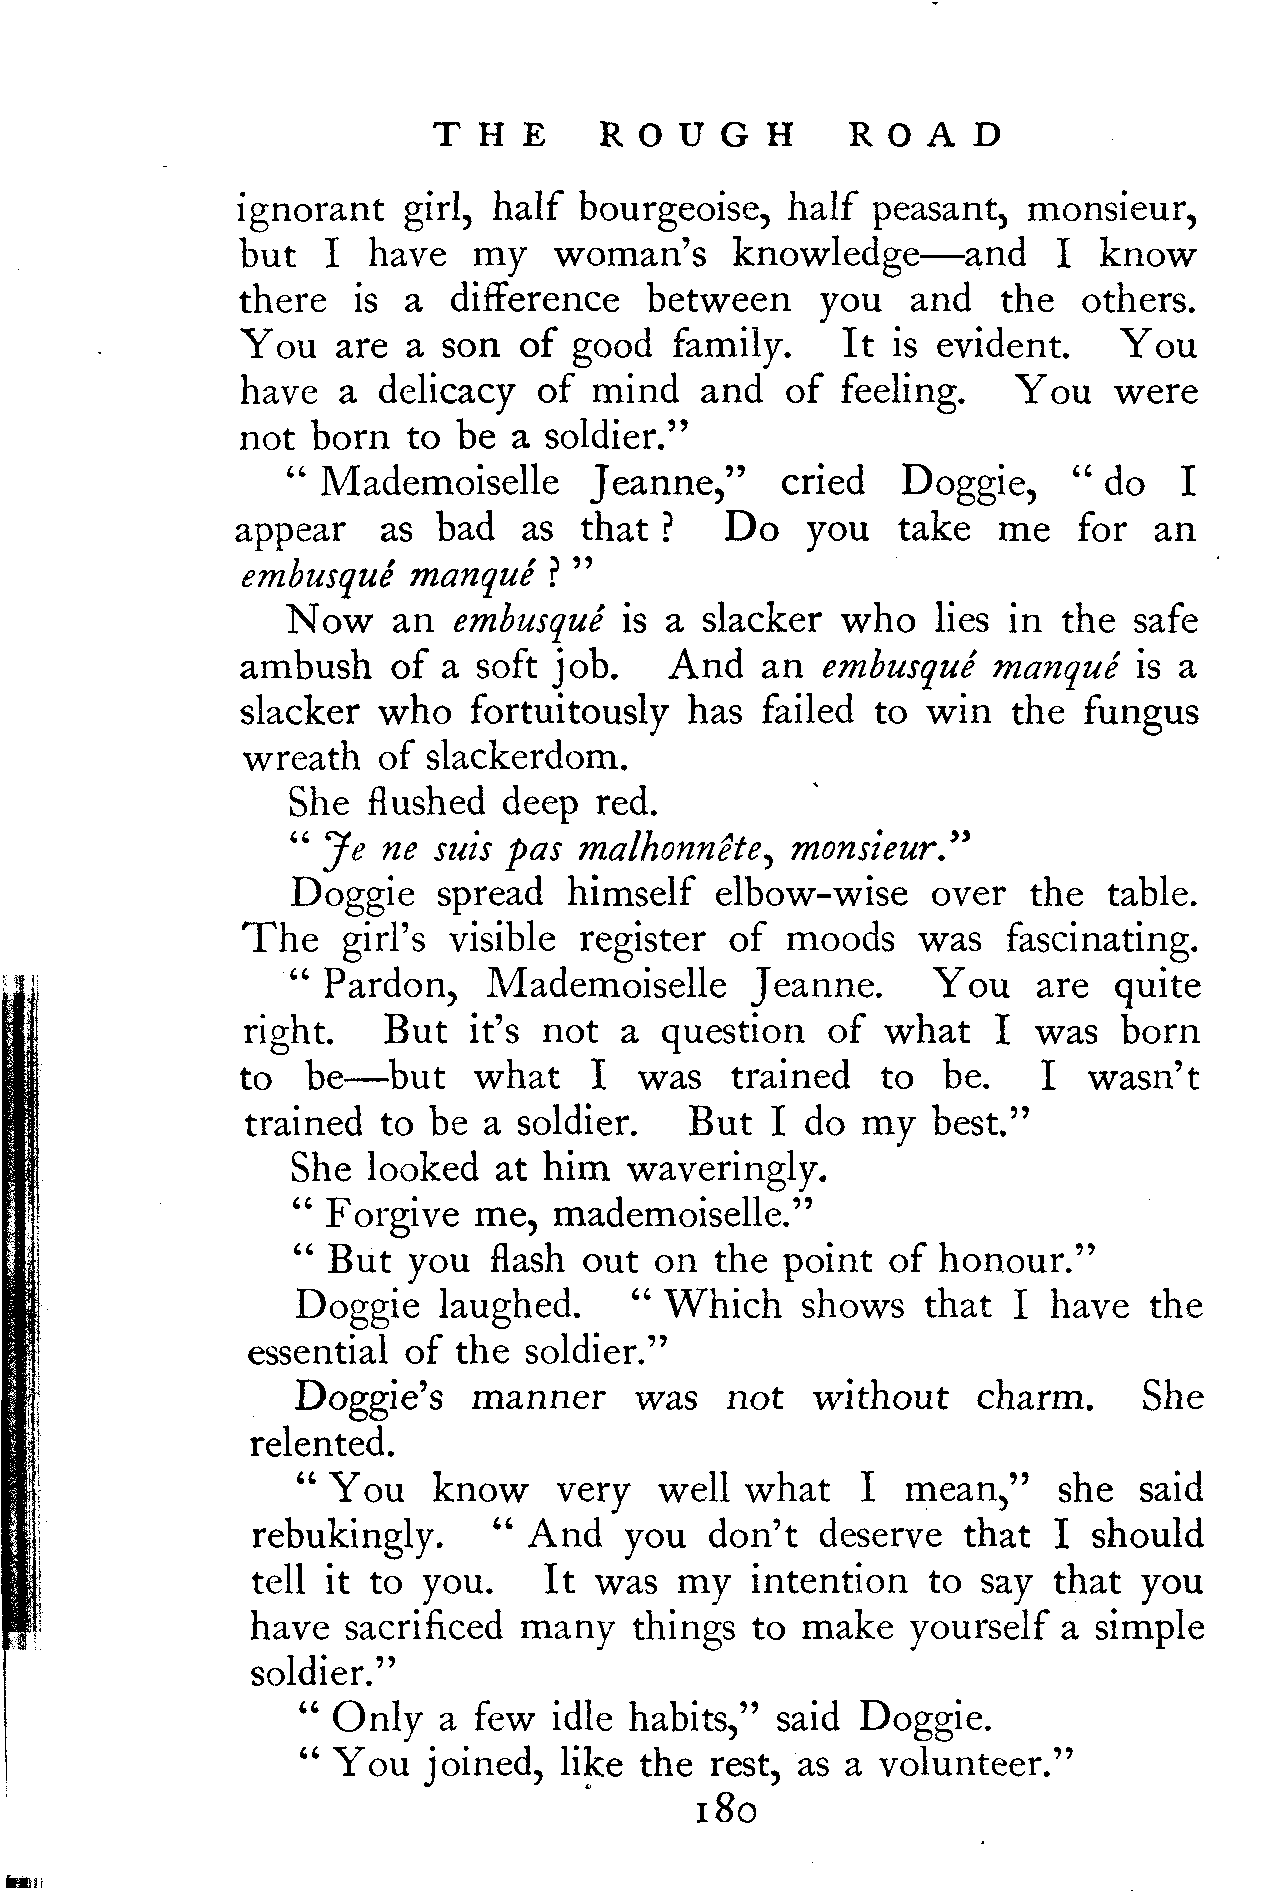 THE ROUGH ROAD
ignorant girl, half bourgeoise, half peasant, monsieur,
but I have my woman's knowledge—and I know
there is a difference between you and the others.
You are a son of good family. It is evident. You
have a delicacy of mind and of feeling. You were
not born to be a soldier."
" Mademoiselle Jeanne," cried Doggie, " do I
appear as bad as that ? Do you take me for an
embusqué manqué ? "
Now an embusqué is a slacker who lies in the safe
ambush of a soft job. And an embusqué manqué is a
slacker who fortuitously has failed to win the fungus
wreath of slackerdom.
She flushed deep red.
" Je ne suis pas malhonnête, monsieur."
Doggie spread himself elbow-wise over the table.
The girl's visible register of moods was fascinating.
" Pardon, Mademoiselle Jeanne. You are quite
right. But it's not a question of what I was born
to be—but what I was trained to be. I wasn't
trained to be a soldier. But I do my best."
She looked at him waveringly.
" Forgive me, mademoiselle."
" But you flash out on the point of honour."
Doggie laughed. " Which shows that I have the
essential of the soldier."
Doggie's manner was not without charm. She
relented.
" You know very well what I mean," she said
rebukingly. " And you don't deserve that I should
tell it to you. It was my intention to say that you
have sacrificed many things to make yourself a simple
soldier."
" Only a few idle habits," said Doggie.
" You joined, like the rest, as a volunteer."
180